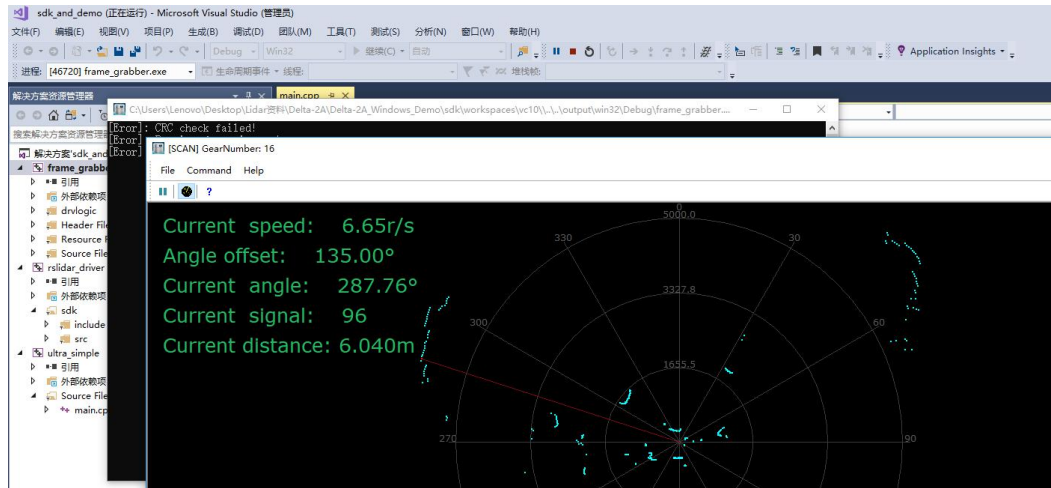 sdk_and_demo (正在运行) - Microsoft Visual Studio (管理员)
文件(F) 编辑(E) 视图(V) 项目(P) 生成(B) 调试(D) 团队(M) 工具(T) 测试(S) 分析(N) 窗口(W) 帮助(H)
Debug Win32 继续(C) 自动 Application Insights
进程: [46720] frame_grabber.exe 生命周期事件 线程: 堆栈帧:
解决方案资源管理器 main.cpp
C:\Users\Lenovo\Desktop\Lidar资料\Delta-2A\Delta-2A_Windows_Demo\sdk\workspaces\vc10\\..\..\output\win32\Debug\frame_grabber....
[Eror]: CRC check failed!
[Eror]
[Eror]
搜索解决方案资源管理器
解决方案'sdk_and
frame_grabb
引用
外部依赖项
drvlogic
Header File
Resource F
Source File
rslidar_driver
引用
外部依赖项
sdk
include
src
ultra_simple
引用
外部依赖项
Source File
main.cp
[SCAN] GearNumber: 16
File Command Help
?
Current speed: 6.65r/s
Angle offset: 135.00°
Current angle: 287.76°
Current signal: 96
Current distance: 6.040m
0
5000.0
330
30
3327.8
300
60
1655.5
270
90